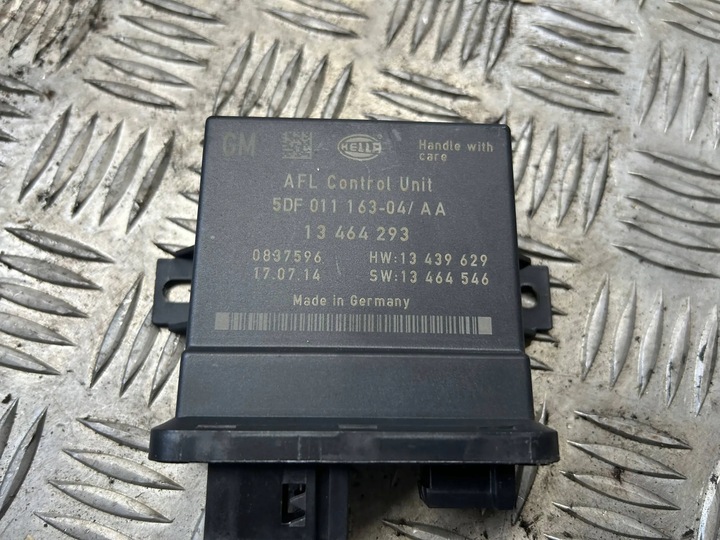 GM HELLA Handle with
care
AFL Control Unit
5DF 011 163-04/ AA
13 464 293
0837596 HW:13 439 629
17.07.14 SW:13 464 546
Made in Germany